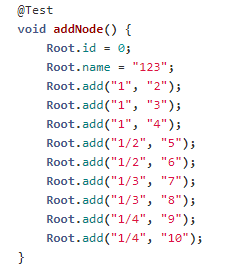 @Test
void addNode() {
    Root.id = 0;
    Root.name = "123";
    Root.add("1", "2");
    Root.add("1", "3");
    Root.add("1", "4");
    Root.add("1/2", "5");
    Root.add("1/2", "6");
    Root.add("1/3", "7");
    Root.add("1/3", "8");
    Root.add("1/4", "9");
    Root.add("1/4", "10");
}